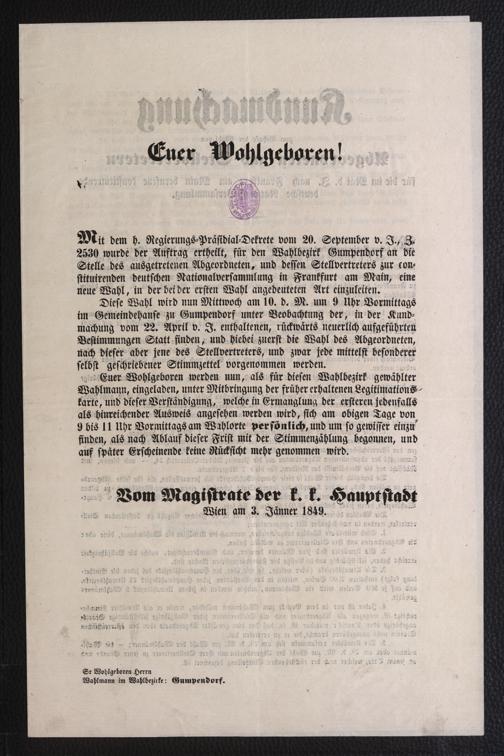 Euer Wohlgeboren!
Mit dem h. Regierungs-Präsidial-Dekrete vom 20. September v. J., Z.
2530 wurde der Auftrag ertheilt, für den Wahlbezirk Gumpendorf an die
Stelle des ausgetretenen Abgeordneten, und dessen Stellvertreters zur con-
stituirenden deutschen Nationalversammlung in Frankfurt am Main, eine
neue Wahl, in der bei der ersten Wahl angedeuteten Art einzuleiten.
Diese Wahl wird nun Mittwoch am 10. d. M. um 9 Uhr Vormittags
im Gemeindehause zu Gumpendorf unter Beobachtung der, in der Kund-
machung vom 22. April v. J. enthaltenen, rückwärts neuerlich aufgeführten
Bestimmungen Statt finden, und hiebei zuerst die Wahl des Abgeordneten,
nach dieser aber jene des Stellvertreters, und zwar jede mittelst besonderer
selbst geschriebener Stimmzettel vorgenommen werden.
Euer Wohlgeboren werden nun, als für diesen Wahlbezirk gewählter
Wahlmann, eingeladen, unter Mitbringung der früher erhaltenen Legitimations-
karte, und dieser Verständigung, welche in Ermanglung der ersteren jedenfalls
als hinreichender Ausweis angesehen werden wird, sich am obigen Tage von
9 bis 11 Uhr Vormittags am Wahlorte persönlich, und um so gewisser einzu
finden, als nach Ablauf dieser Frist mit der Stimmenzählung begonnen, und
auf später Erscheinende keine Rücksicht mehr genommen wird.
Vom Magistrate der k. k. Hauptstadt
Wien am 3. Jänner 1849.
Sr Wohlgeboren Herrn
Wahlmann im Wahlbezirke: Gumpendorf.